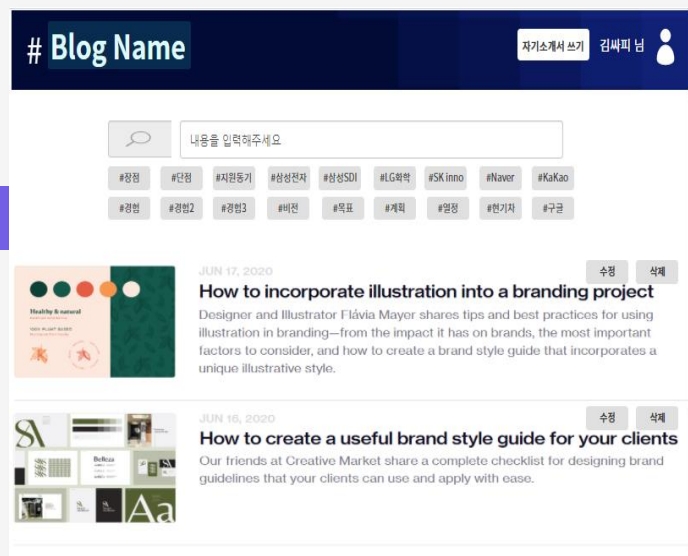 # Blog Name
자기소개서 쓰기
김싸피 님
내용을 입력해주세요
#장점 #단점 #지원동기 #삼성전자 #삼성SDI #LG화학 #SK inno #Naver #KaKao
#경험 #경험2 #경험3 #비전 #목표 #계획 #열정 #현기차 #구글
JUN 17, 2020
수정 삭제
How to incorporate illustration into a branding project
Designer and Illustrator Flávia Mayer shares tips and best practices for using
illustration in branding—from the impact it has on brands, the most important
factors to consider, and how to create a brand style guide that incorporates a
unique illustrative style.
Healthy & natural
JUN 16, 2020
수정 삭제
How to create a useful brand style guide for your clients
Our friends at Creative Market share a complete checklist for designing brand
guidelines that your clients can use and apply with ease.
SA
Belleza
Aa